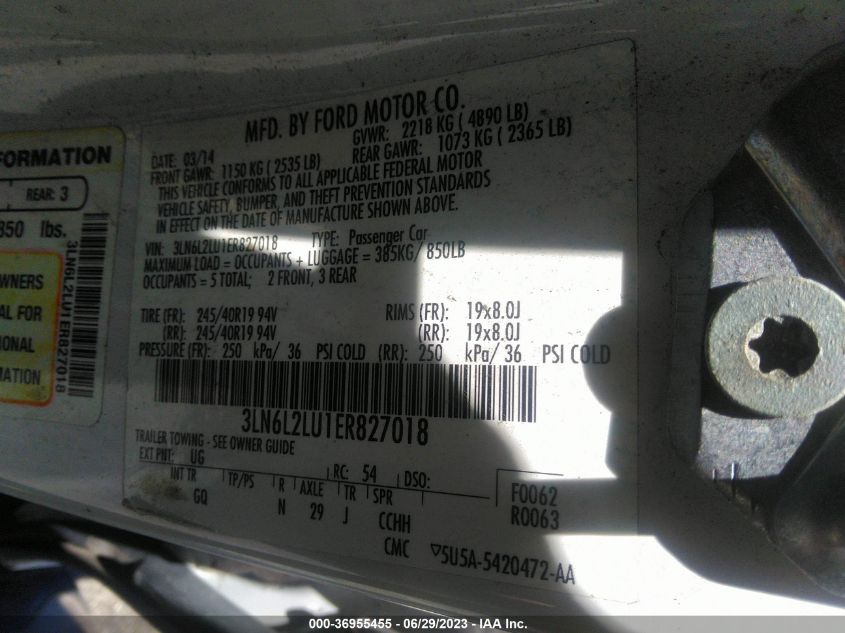 FORMATION
REAR: 3
850 lbs.
OWNERS
AL FOR
IONAL
MATION
3LN6L2LU1ER827018
MFD. BY FORD MOTOR CO.
DATE: 03/14 GVWR: 2218 KG ( 4890 LB)
FRONT GAWR: 1150 KG ( 2535 LB) REAR GAWR: 1073 KG ( 2365 LB)
THIS VEHICLE CONFORMS TO ALL APPLICABLE FEDERAL MOTOR
VEHICLE SAFETY, BUMPER, AND THEFT PREVENTION STANDARDS
IN EFFECT ON THE DATE OF MANUFACTURE SHOWN ABOVE.
VIN: 3LN6L2LU1ER827018 TYPE: Passenger Car
MAXIMUM LOAD = OCCUPANTS + LUGGAGE = 385KG/ 850LB
OCCUPANTS = 5 TOTAL; 2 FRONT, 3 REAR
TIRE (FR): 245/40R19 94V RIMS (FR): 19x8.0J
(RR): 245/40R19 94V (RR): 19x8.0J
PRESSURE (FR): 250 kPa/ 36 PSI COLD (RR): 250 kPa/ 36 PSI COLD
3LN6L2LU1ER827018
TRAILER TOWING - SEE OWNER GUIDE
EXT PNT: UG RC: 54 DSO:
INT TR TP/PS R AXLE TR SPR F0062
GQ N 29 J CCHH R0063
CMC ▽5U5A-5420472-AA
000-36955455 - 06/29/2023 - IAA Inc.